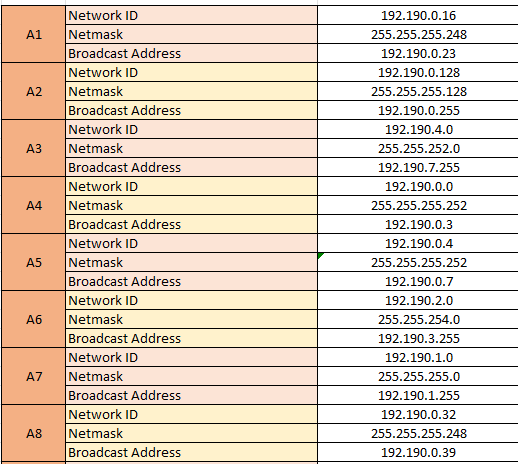 A1
Network ID 192.190.0.16
Netmask 255.255.255.248
Broadcast Address 192.190.0.23
A2
Network ID 192.190.0.128
Netmask 255.255.255.128
Broadcast Address 192.190.0.255
A3
Network ID 192.190.4.0
Netmask 255.255.252.0
Broadcast Address 192.190.7.255
A4
Network ID 192.190.0.0
Netmask 255.255.255.252
Broadcast Address 192.190.0.3
A5
Network ID 192.190.0.4
Netmask 255.255.255.252
Broadcast Address 192.190.0.7
A6
Network ID 192.190.2.0
Netmask 255.255.254.0
Broadcast Address 192.190.3.255
A7
Network ID 192.190.1.0
Netmask 255.255.255.0
Broadcast Address 192.190.1.255
A8
Network ID 192.190.0.32
Netmask 255.255.255.248
Broadcast Address 192.190.0.39